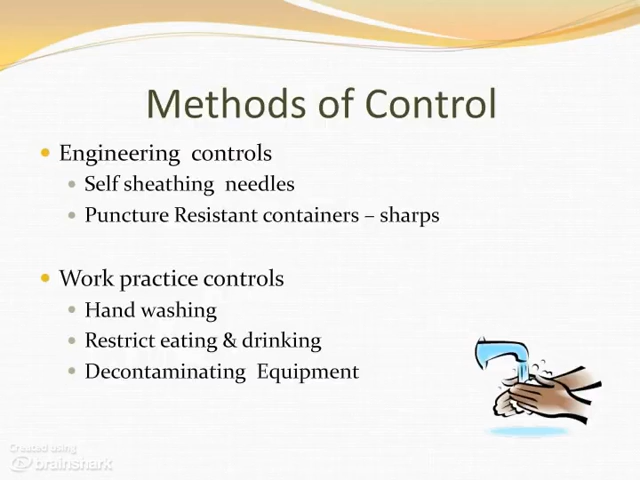 Methods of Control
Engineering controls
Self sheathing needles
Puncture Resistant containers – sharps
Work practice controls
Hand washing
Restrict eating & drinking
Decontaminating Equipment
Created using
brainshark